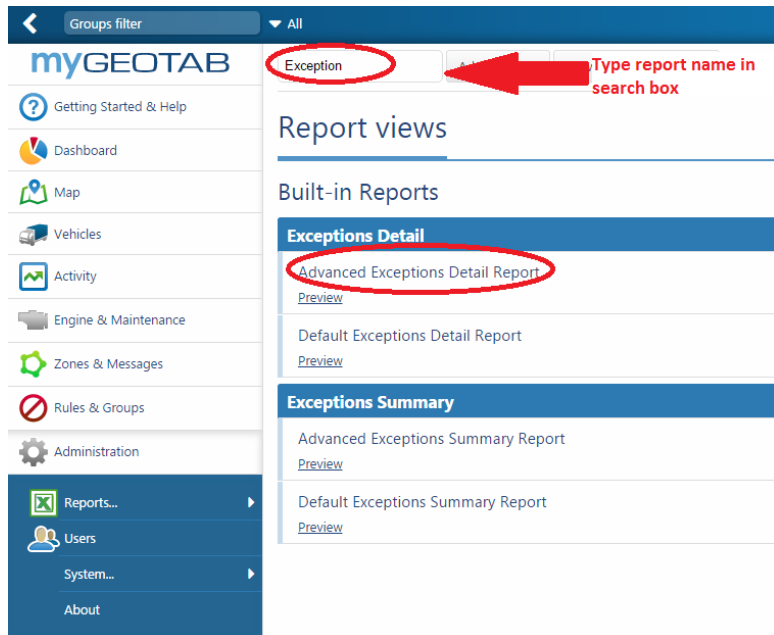 Groups filter
All
myGEOTAB
Getting Started & Help
Dashboard
Map
Vehicles
Activity
Engine & Maintenance
Zones & Messages
Rules & Groups
Administration
Reports...
Users
System...
About
Exception
Type report name in
search box
Report views
Built-in Reports
Exceptions Detail
Advanced Exceptions Detail Report
Preview
Default Exceptions Detail Report
Preview
Exceptions Summary
Advanced Exceptions Summary Report
Preview
Default Exceptions Summary Report
Preview